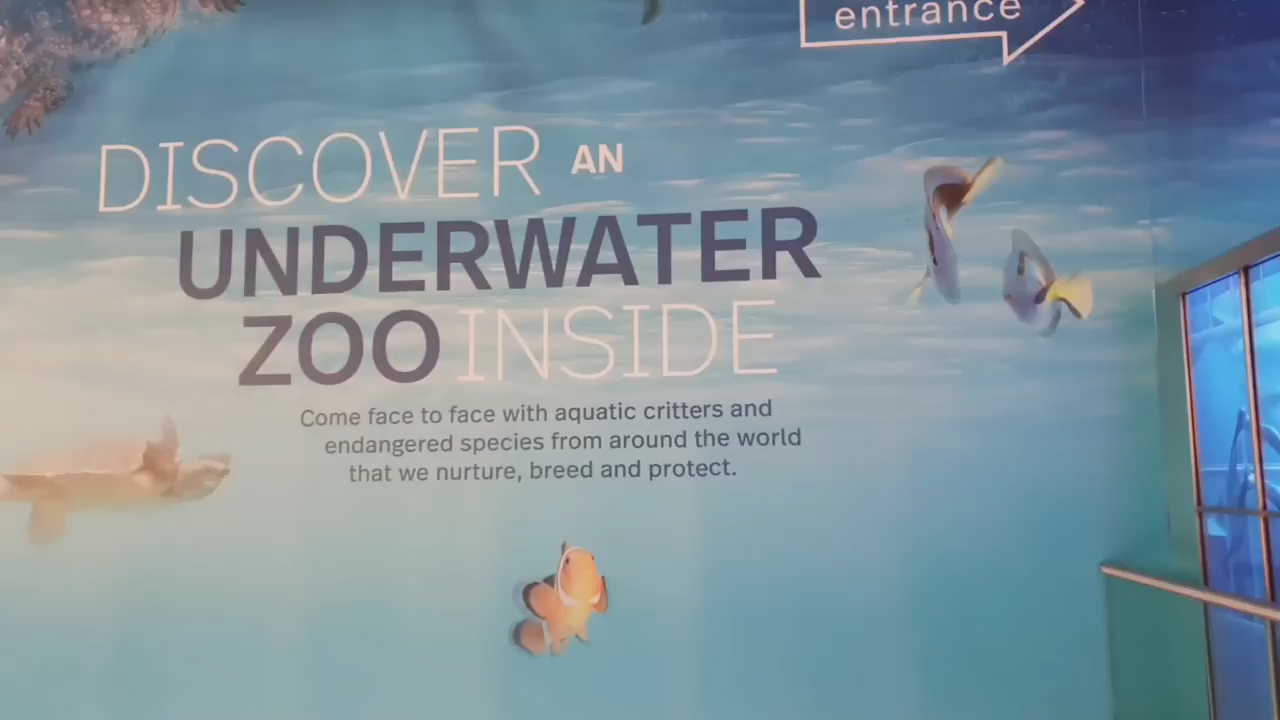 entrance
DISCOVER AN
UNDERWATER
ZOO INSIDE
Come face to face with aquatic critters and
endangered species from around the world
that we nurture, breed and protect.